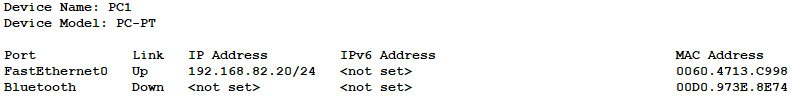 Device Name: PC1
Device Model: PC-PT
Port Link IP Address IPv6 Address MAC Address
FastEthernet0 Up 192.168.82.20/24 <not set> 0060.4713.C998
Bluetooth Down <not set> <not set> 00D0.973E.8E74